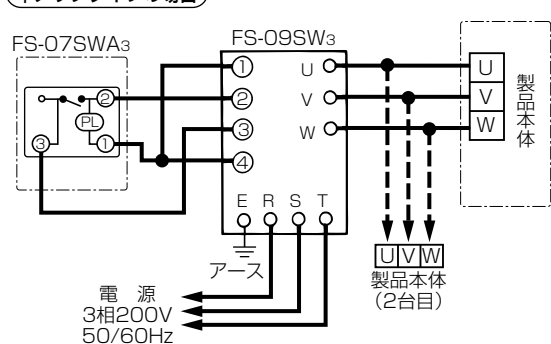 FS-07SWA3
FS-09SW3
②
PL
③
①
①
②
③
④
U
V
W
E R S T
アース
電 源
3相200V
50/60Hz
U
V
W
製品本体
U V W
製品本体
(2台目)